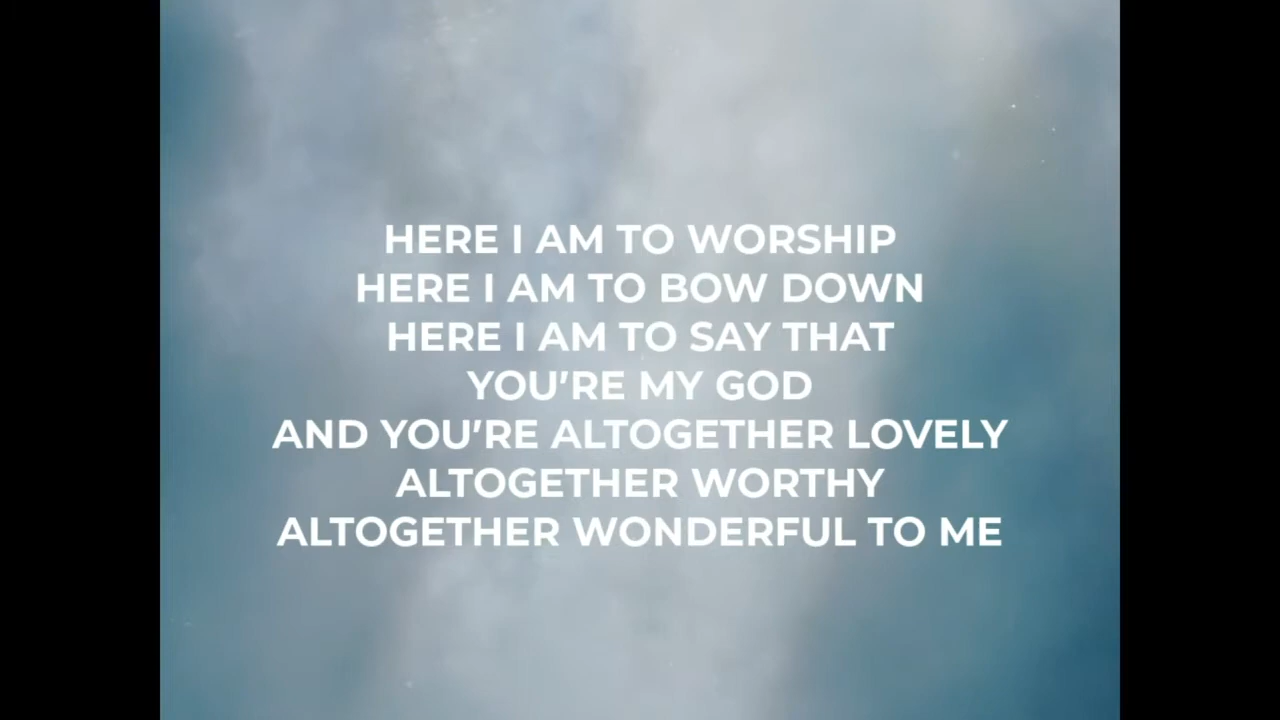 HERE I AM TO WORSHIP
HERE I AM TO BOW DOWN
HERE I AM TO SAY THAT
YOU'RE MY GOD
AND YOU'RE ALTOGETHER LOVELY
ALTOGETHER WORTHY
ALTOGETHER WONDERFUL TO ME